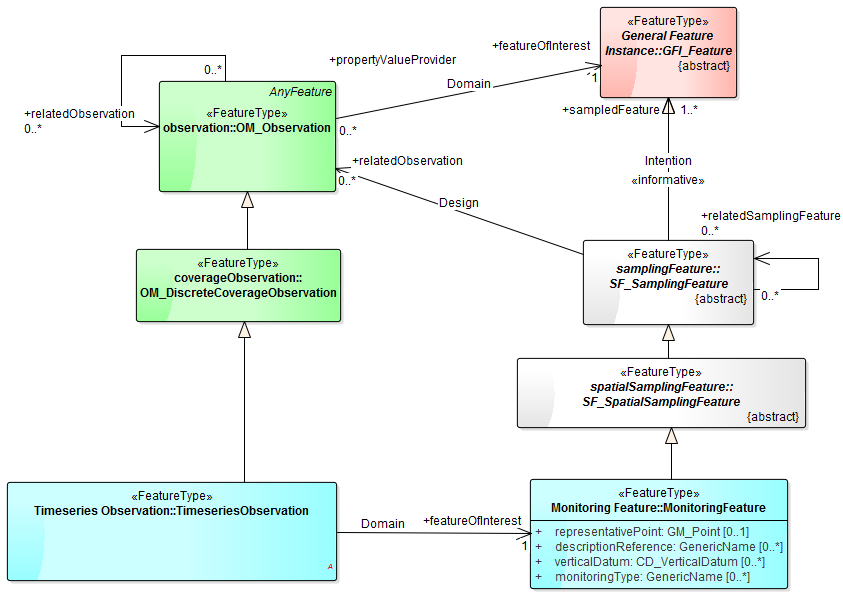 «FeatureType»
General Feature
Instance::GFI_Feature
{abstract}
+featureOfInterest
1
+propertyValueProvider
0..*
Domain
0..*
+relatedObservation
0..*
AnyFeature
«FeatureType»
observation::OM_Observation
+sampledFeature
1..*
Intention
«informative»
+relatedObservation
0..*
Design
+relatedSamplingFeature
0..*
0..*
«FeatureType»
samplingFeature::
SF_SamplingFeature
{abstract}
«FeatureType»
coverageObservation::
OM_DiscreteCoverageObservation
«FeatureType»
spatialSamplingFeature::
SF_SpatialSamplingFeature
{abstract}
«FeatureType»
Timeseries Observation::TimeseriesObservation
A
Domain
+featureOfInterest
1
«FeatureType»
Monitoring Feature::MonitoringFeature
+ representativePoint: GM_Point [0..1]
+ descriptionReference: GenericName [0..*]
+ verticalDatum: CD_VerticalDatum [0..*]
+ monitoringType: GenericName [0..*]